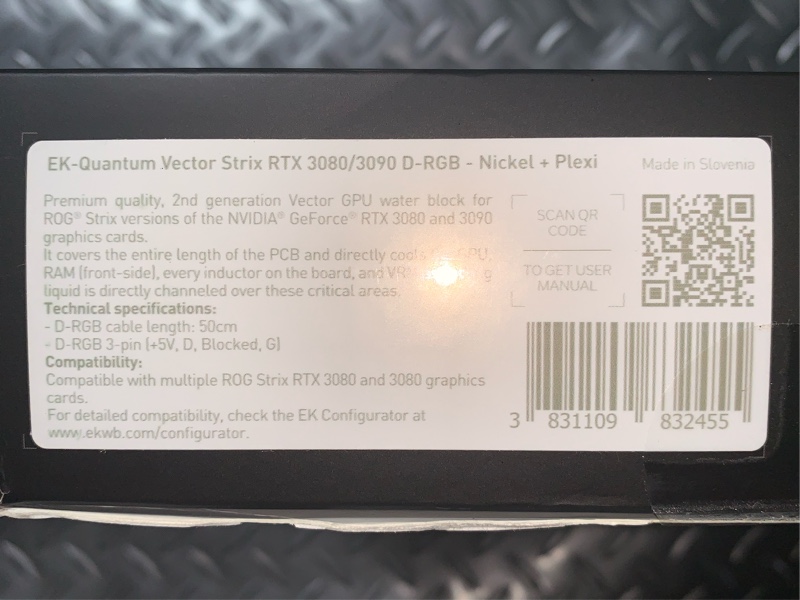 EK-Quantum Vector Strix RTX 3080/3090 D-RGB - Nickel + Plexi
Made in Slovenia
Premium quality, 2nd generation Vector GPU water block for
ROG® Strix versions of the NVIDIA® GeForce® RTX 3080 and 3090
graphics cards.
It covers the entire length of the PCB and directly cools GPU,
RAM (front-side), every inductor on the board, and
liquid is directly channeled over these critical areas.
Technical specifications:
- D-RGB cable length: 50cm
- D-RGB 3-pin (+5V, D, Blocked, G)
Compatibility:
Compatible with multiple ROG Strix RTX 3080 and 3080 graphics
cards.
For detailed compatibility, check the EK Configurator at
www.ekwb.com/configurator.
SCAN QR
CODE
TO GET USER
MANUAL
3 831109 832455